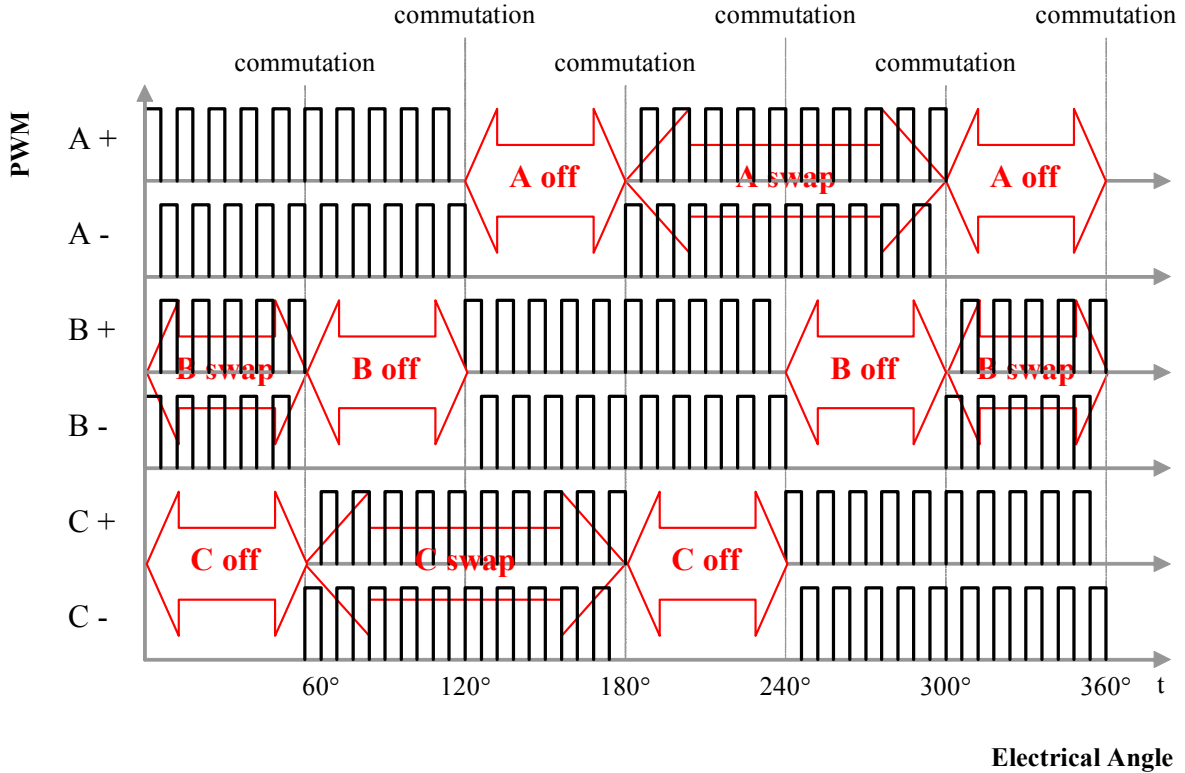 commutation commutation commutation
commutation commutation commutation
PWM
A +
A off A swap A off
A -
B +
B swap B off B off B swap
B -
C +
C off C swap C off
C -
60° 120° 180° 240° 300° 360° t
Electrical Angle